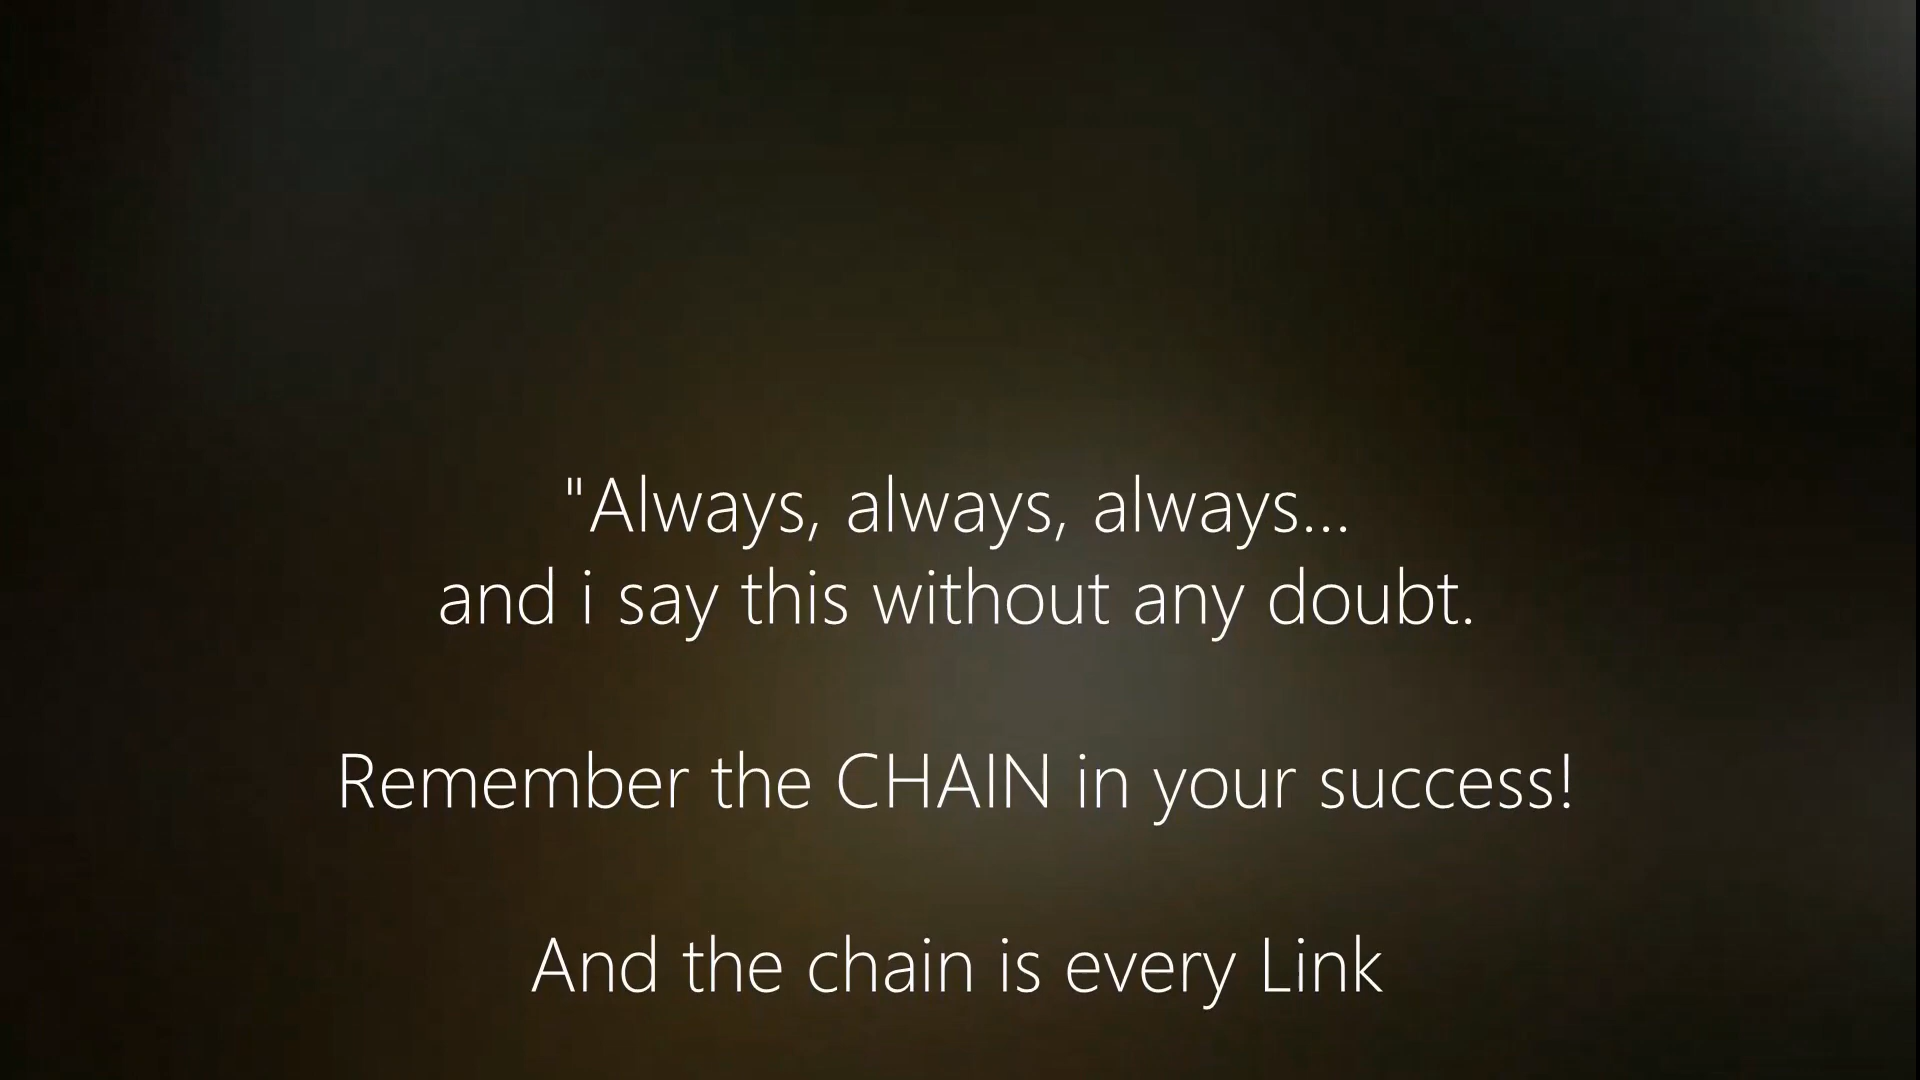 "Always, always, always...
and i say this without any doubt.
Remember the CHAIN in your success!
And the chain is every Link